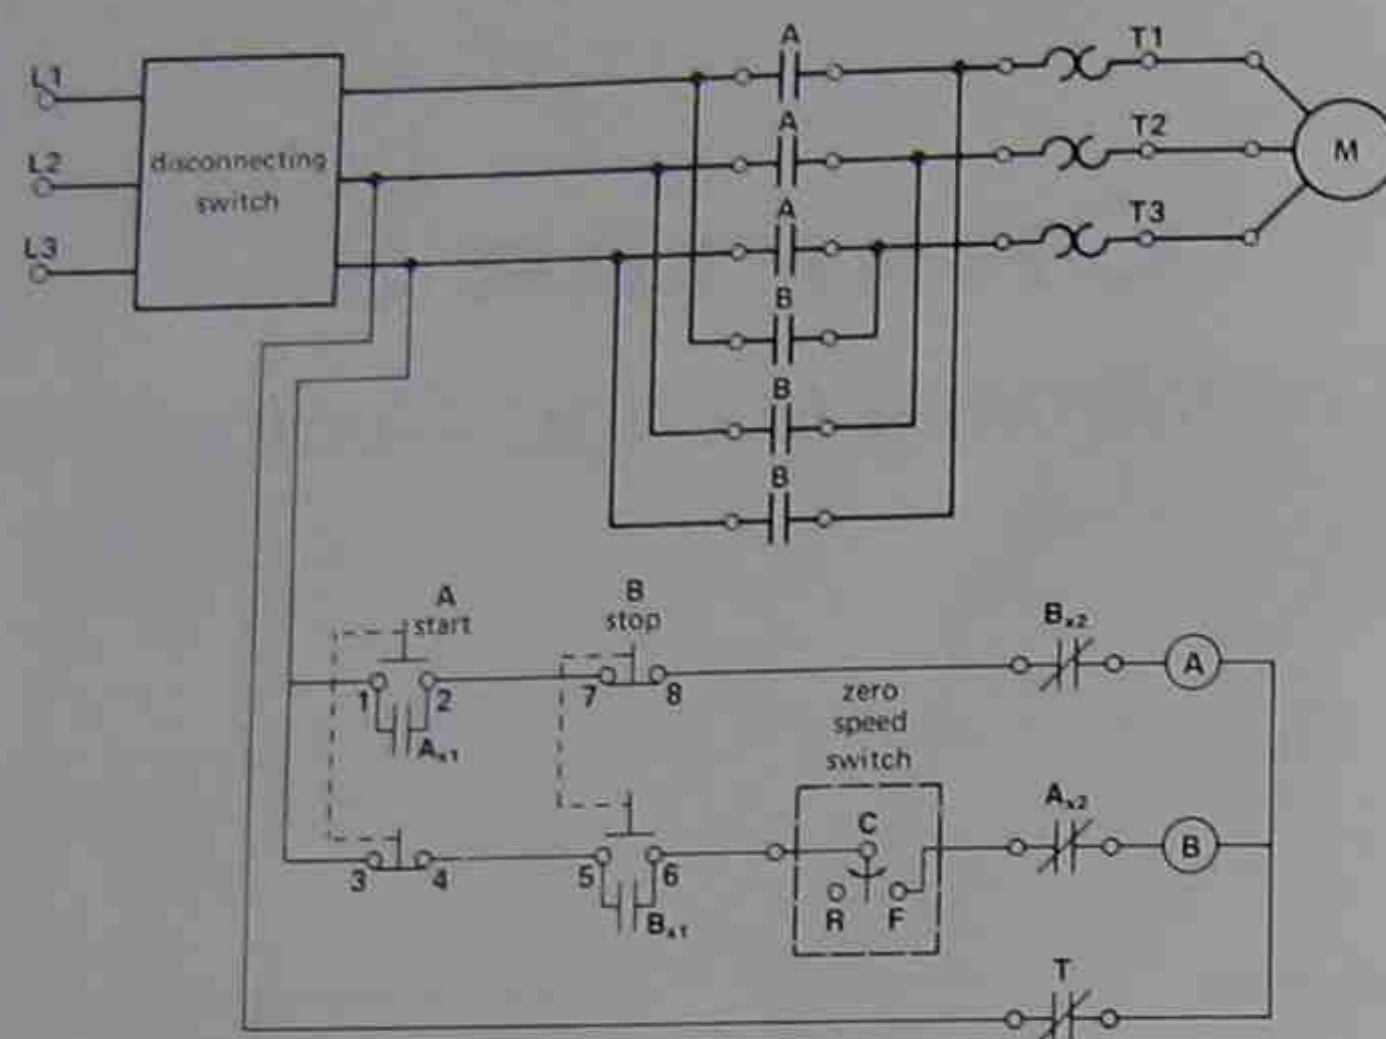 A
T1
L1
A
T2
L2
disconnecting
switch
M
A
T3
L3
B
B
B
A
start
B
stop
Bx2
A
1
2
7
8
zero
speed
switch
Ax1
Ax2
C
B
3
4
5
6
R
F
Bx1
T